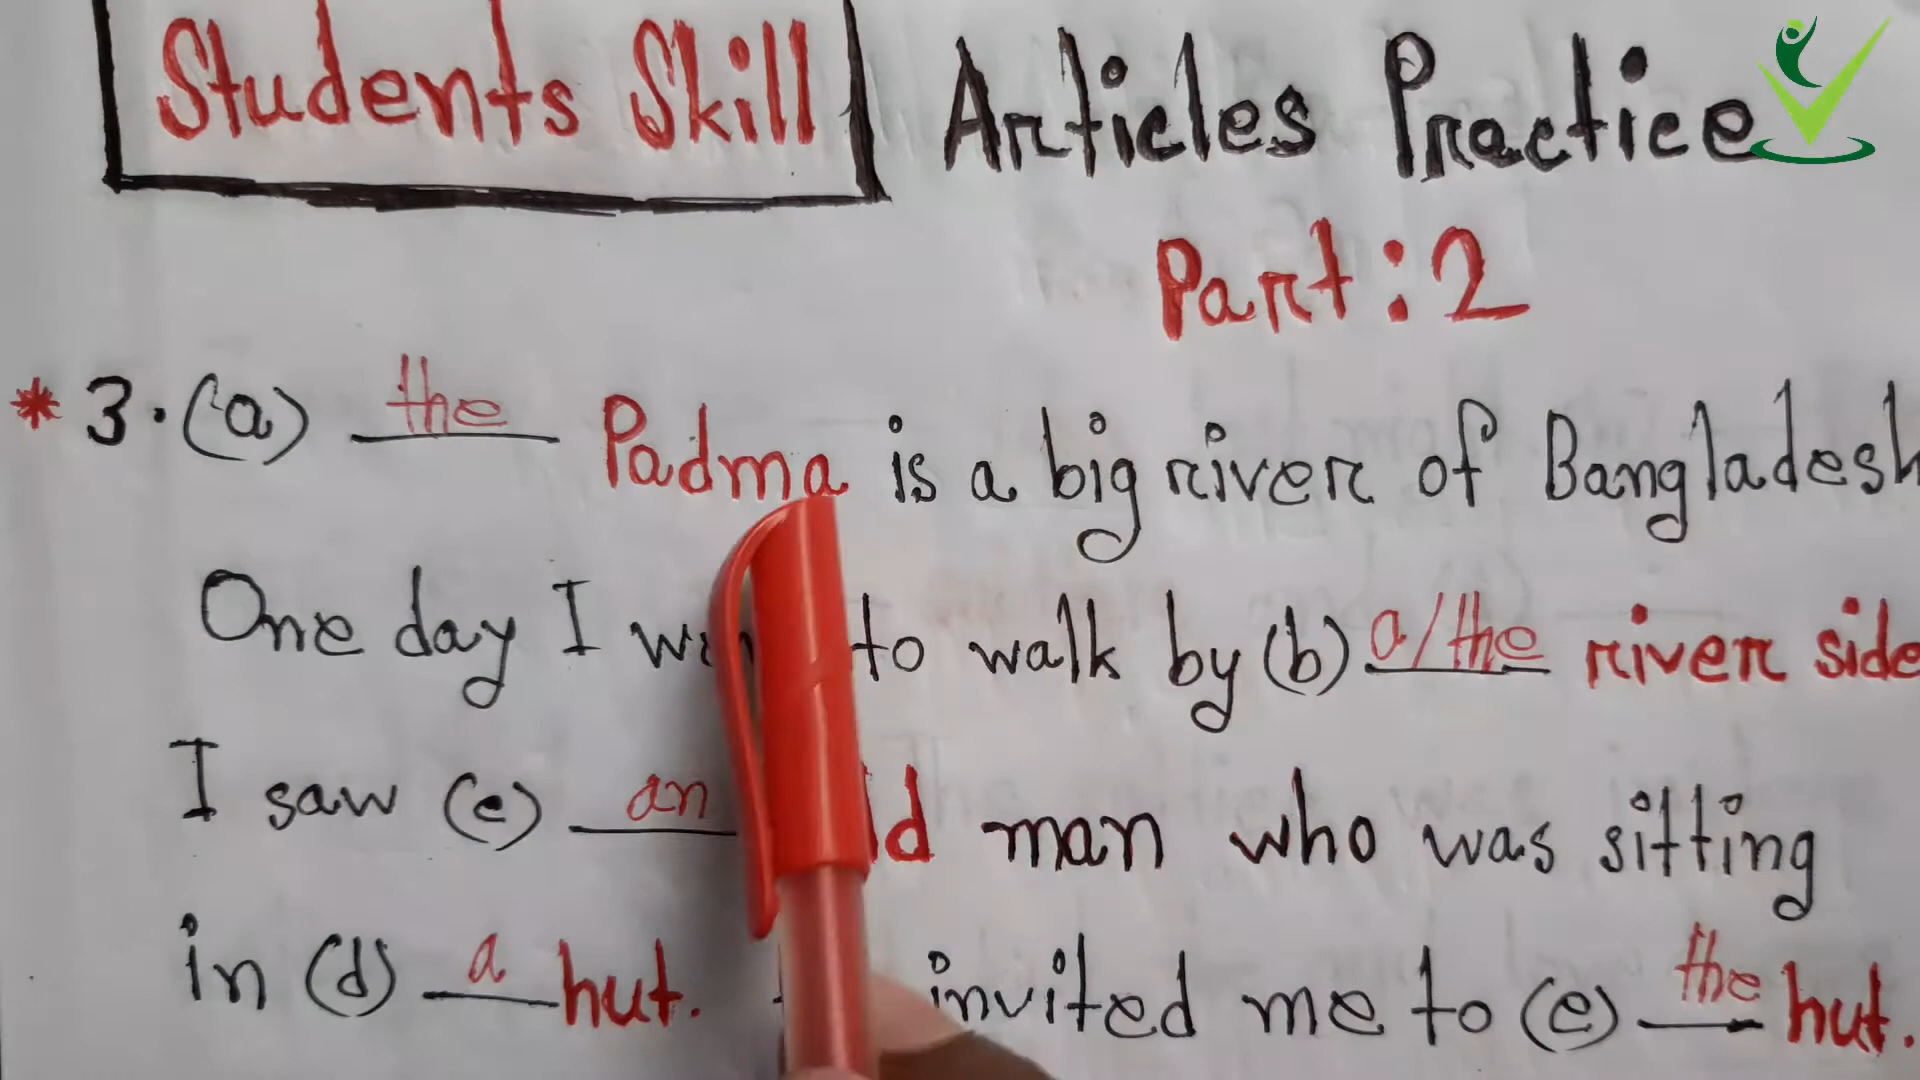 Students Skill
Articles Practice
Part: 2
* 3. (a) the Padma is a big river of Bangladesh
One day I to walk by (b) a/the river side
I saw (c) an man who was sitting
in (d) a hut. invited me to (e) the hut.